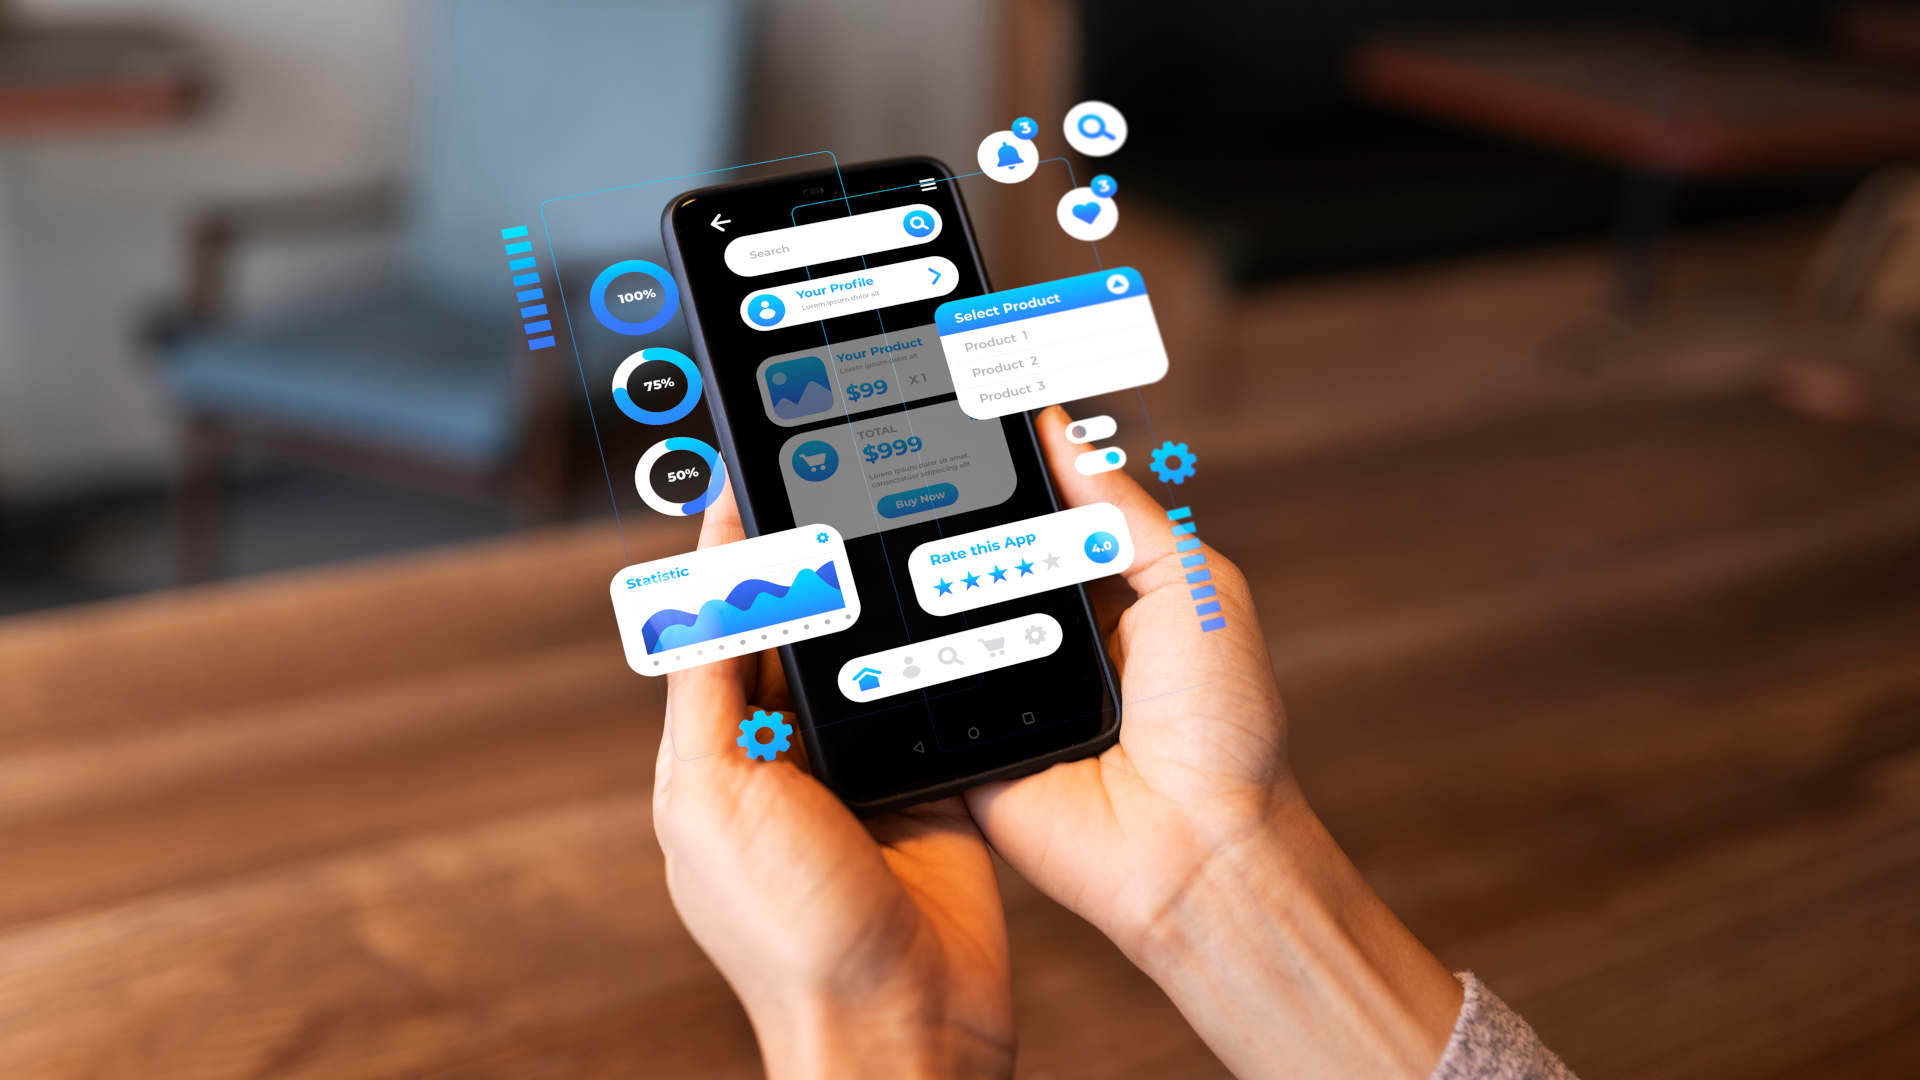 3
3
Search
Your Profile
Lorem ipsum dolor sit
100%
Select Product
Product 1
Product 2
Product 3
Your Product
Lorem ipsum dolor sit
$99 X 1
75%
TOTAL
$999
Lorem ipsum dolor sit amet,
consectetuer adipiscing elit
Buy Now
50%
Statistic
Rate this App
4.0